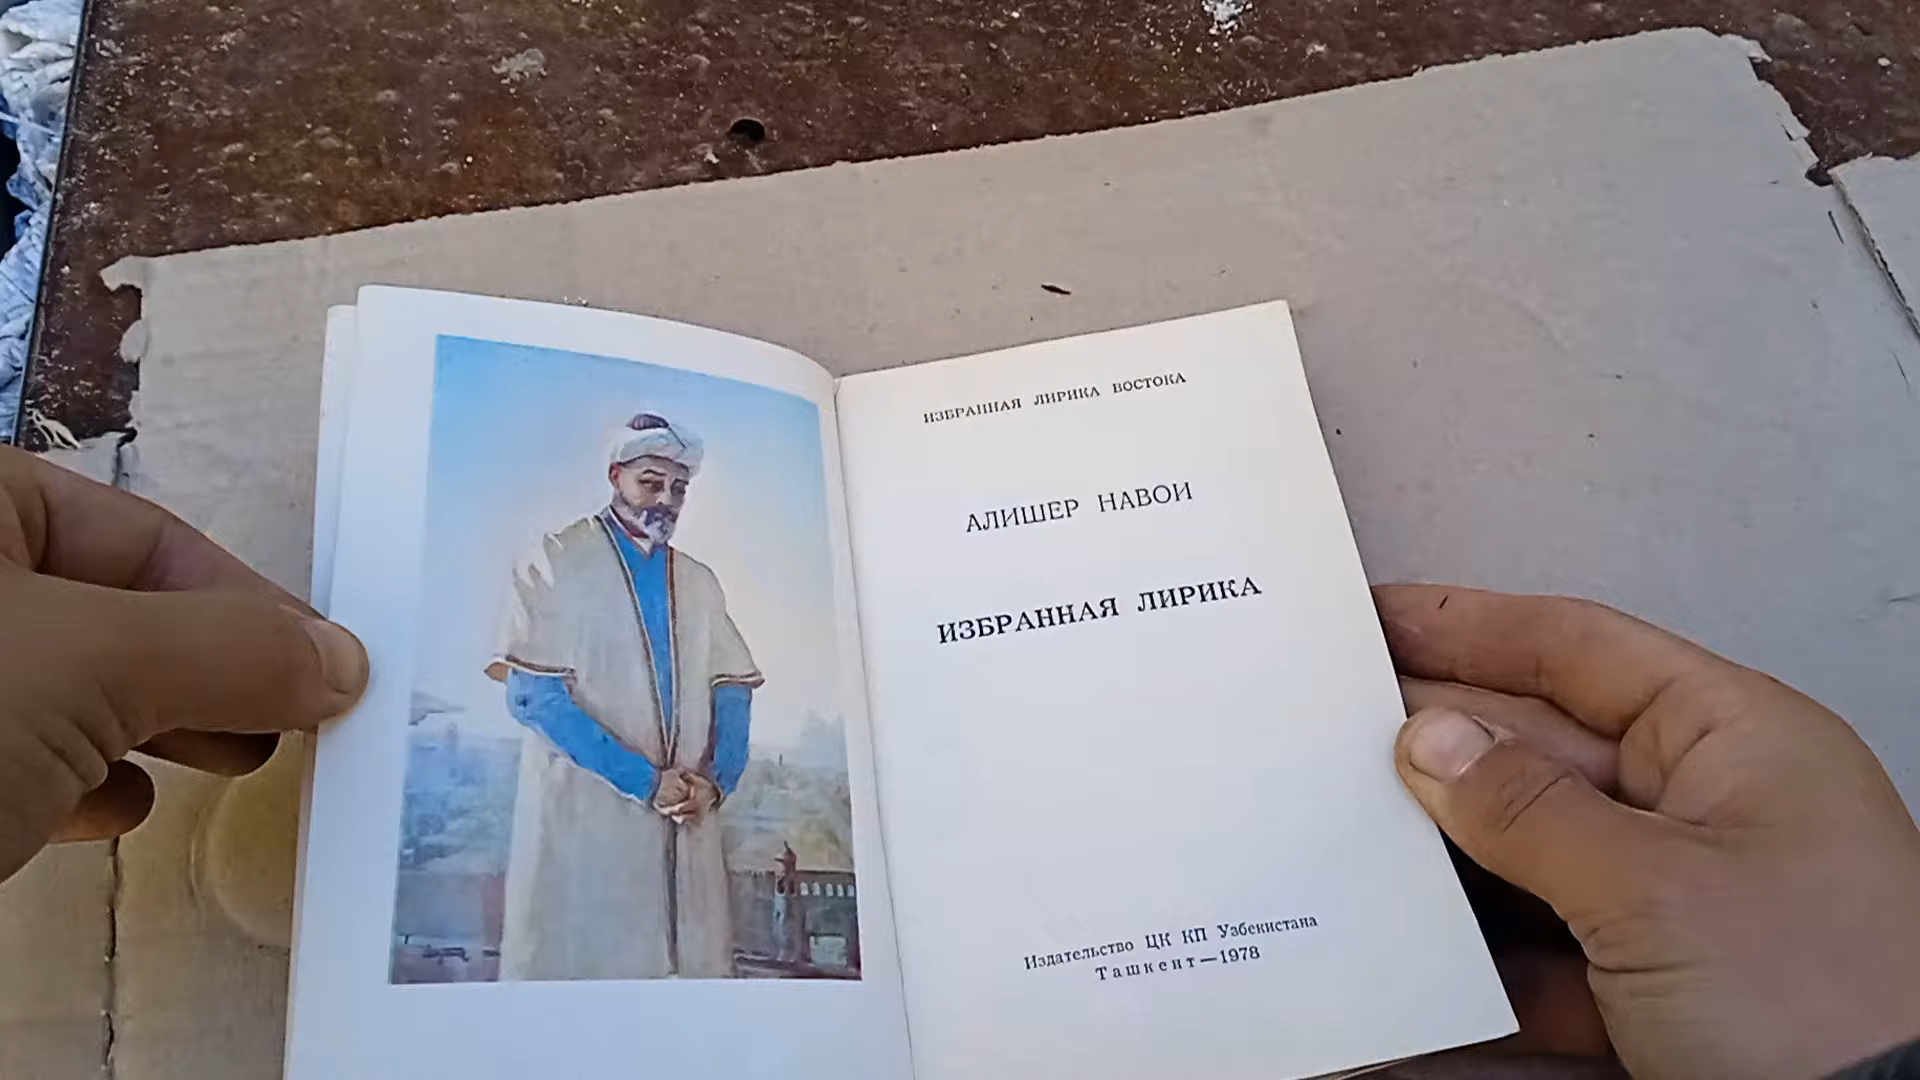 ИЗБРАННАЯ ЛИРИКА ВОСТОКА
АЛИШЕР НАВОИ
ИЗБРАННАЯ ЛИРИКА
Издательство ЦК КП Узбекистана
Ташкент—1978